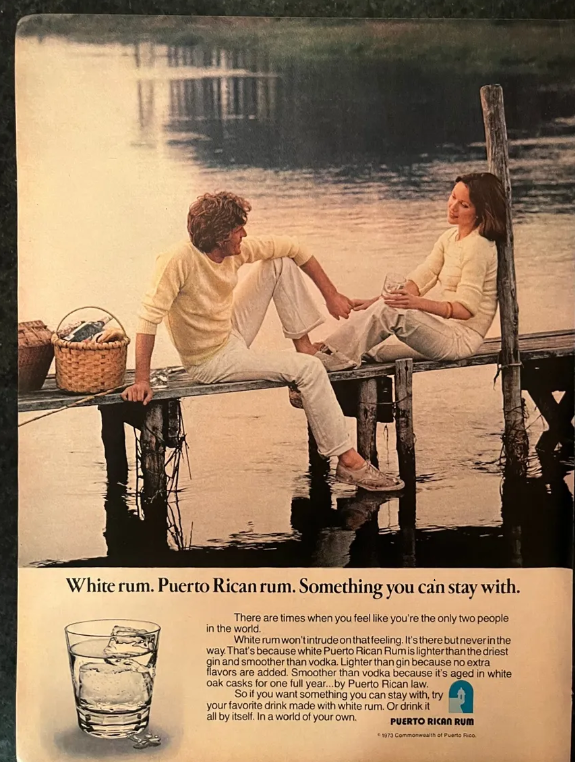 White rum. Puerto Rican rum. Something you can stay with.
There are times when you feel like you're the only two people
in the world.
White rum won't intrude on that feeling. It's there but never in the
way. That's because white Puerto Rican Rum is lighter than the driest
gin and smoother than vodka. Lighter than gin because no extra
flavors are added. Smoother than vodka because it's aged in white
oak casks for one full year...by Puerto Rican law.
So if you want something you can stay with, try
your favorite drink made with white rum. Or drink it
all by itself. In a world of your own.
PUERTO RICAN RUM
© 1973 Commonwealth of Puerto Rico